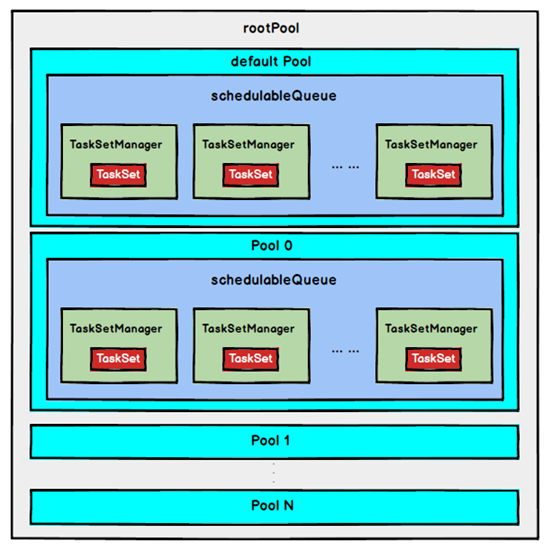 rootPool
default Pool
schedulableQueue
TaskSetManager TaskSetManager TaskSetManager
TaskSet TaskSet ... ... TaskSet
Pool 0
schedulableQueue
TaskSetManager TaskSetManager TaskSetManager
TaskSet TaskSet ... ... TaskSet
Pool 1
Pool N